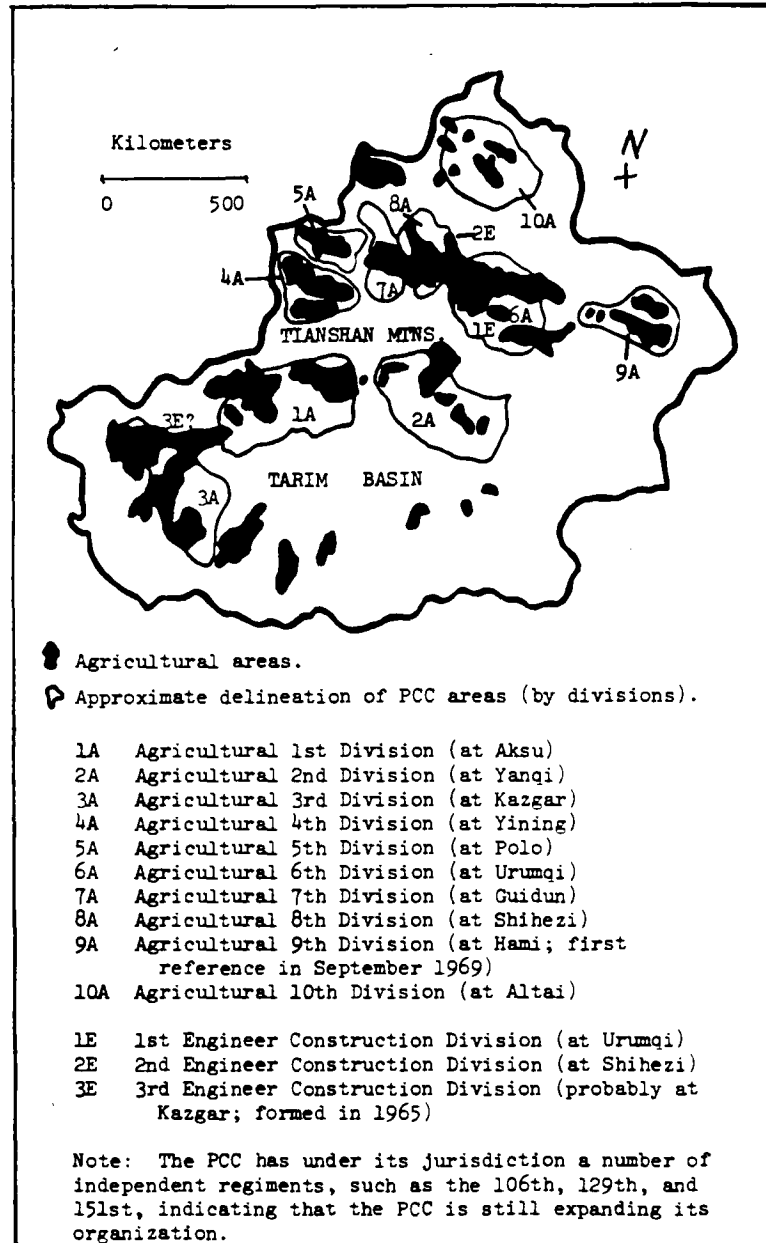 Kilometers
0 500
N
5A
8A
2E
10A
4A
7A
1E
6A
TIANSHAN MTNS.
9A
3E?
1A
2A
TARIM BASIN
3A
Agricultural areas.
Approximate delineation of PCC areas (by divisions).
1A Agricultural 1st Division (at Aksu)
2A Agricultural 2nd Division (at Yanqi)
3A Agricultural 3rd Division (at Kazgar)
4A Agricultural 4th Division (at Yining)
5A Agricultural 5th Division (at Polo)
6A Agricultural 6th Division (at Urumqi)
7A Agricultural 7th Division (at Guidun)
8A Agricultural 8th Division (at Shihezi)
9A Agricultural 9th Division (at Hami; first
reference in September 1969)
10A Agricultural 10th Division (at Altai)
1E 1st Engineer Construction Division (at Urumqi)
2E 2nd Engineer Construction Division (at Shihezi)
3E 3rd Engineer Construction Division (probably at
Kazgar; formed in 1965)
Note: The PCC has under its jurisdiction a number of
independent regiments, such as the 106th, 129th, and
151st, indicating that the PCC is still expanding its
organization.